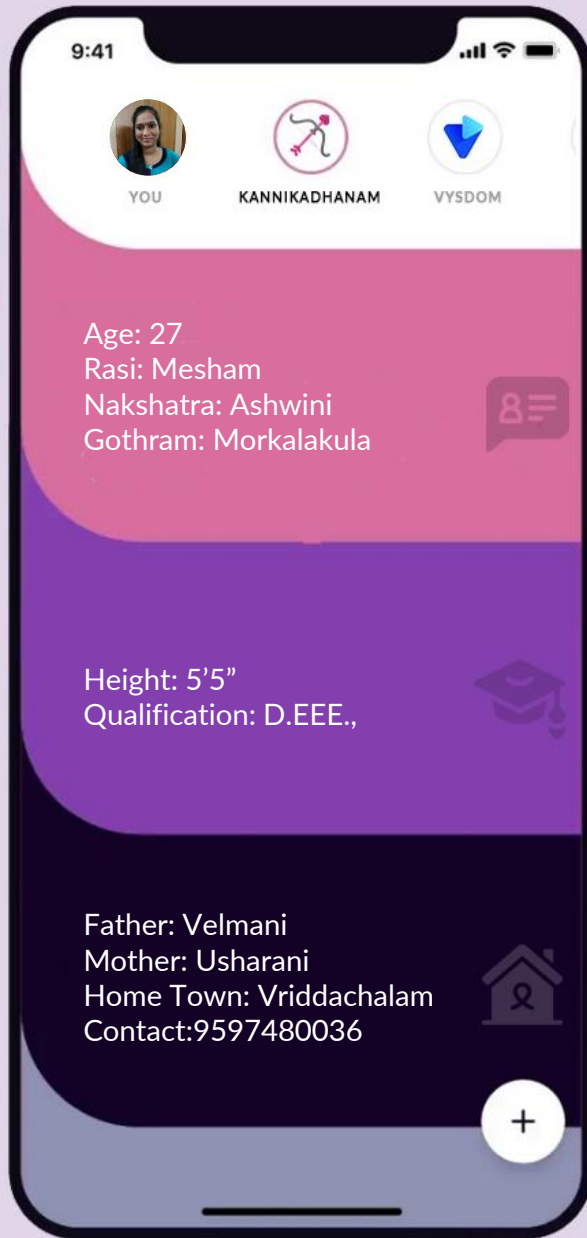 9:41
YOU
KANNIKADHANAM
VYSDOM
Age: 27
Rasi: Mesham
Nakshatra: Ashwini
Gothram: Morkalakula
Height: 5’5”
Qualification: D.EEE.,
Father: Velmani
Mother: Usharani
Home Town: Vriddachalam
Contact:9597480036